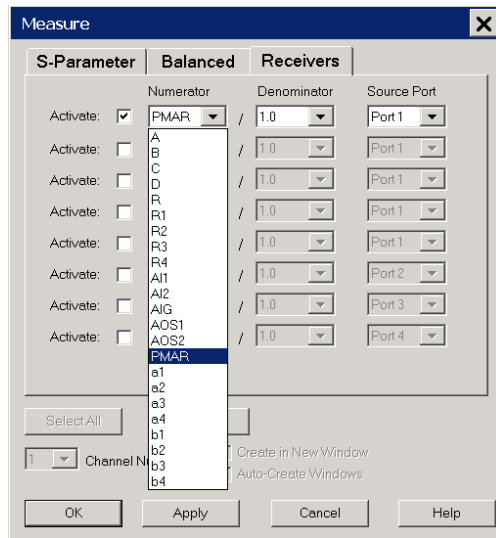 Measure
S-Parameter Balanced Receivers
Numerator Denominator Source Port
Activate: PMAR / 1.0 Port 1
Activate: / 1.0 Port 1
Activate: / 1.0 Port 1
Activate: / 1.0 Port 1
Activate: / 1.0 Port 1
Activate: / 1.0 Port 2
Activate: / 1.0 Port 3
Activate: / 1.0 Port 4
A
B
C
D
R
R1
R2
R3
R4
AI1
AI2
AIG
AOS1
AOS2
PMAR
a1
a2
a3
a4
b1
b2
b3
b4
Select All
1 Channel N
Create in New Window
Auto-Create Windows
OK Apply Cancel Help